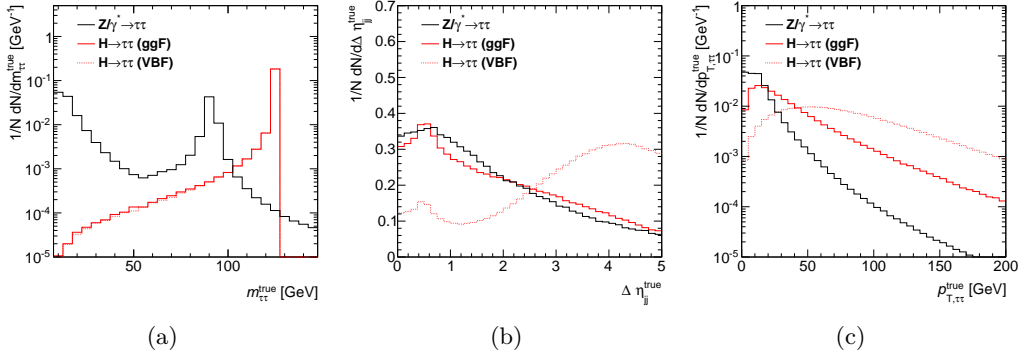 1/N dN/dm_ττ^true [GeV⁻¹]
Z/γ*→ττ
H→ττ (ggF)
H→ττ (VBF)
1
10⁻¹
10⁻²
10⁻³
10⁻⁴
10⁻⁵
50 100
m_ττ^true [GeV]
(a)
1/N dN/dΔ η_jj^true
Z/γ*→ττ
H→ττ (ggF)
H→ττ (VBF)
0.7
0.6
0.5
0.4
0.3
0.2
0.1
0.0
0 1 2 3 4 5
Δ η_jj^true
(b)
1/N dN/dp_T,ττ^true [GeV⁻¹]
Z/γ*→ττ
H→ττ (ggF)
H→ττ (VBF)
1
10⁻¹
10⁻²
10⁻³
10⁻⁴
10⁻⁵
0 50 100 150 200
p_T,ττ^true [GeV]
(c)